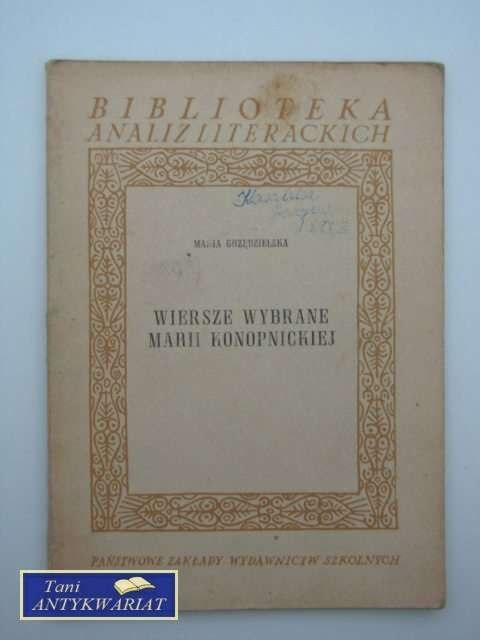 BIBLIOTEKA
ANALIZ LITERACKICH
MARIA GRZĘDZIELSKA
WIERSZE WYBRANE
MARII KONOPNICKIEJ
PAŃSTWOWE ZAKŁADY WYDAWNICTW SZKOLNYCH
Tani
ANTYKWARIAT